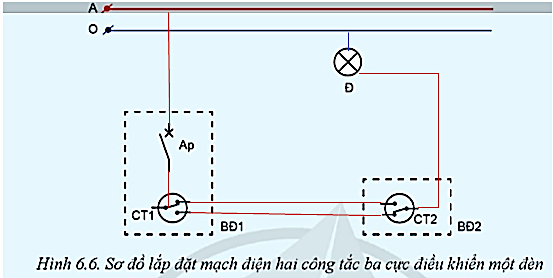 A
O
Đ
Ap
CT1
BĐ1
CT2
BĐ2
Hình 6.6. Sơ đồ lắp đặt mạch điện hai công tắc ba cực điều khiển một đèn